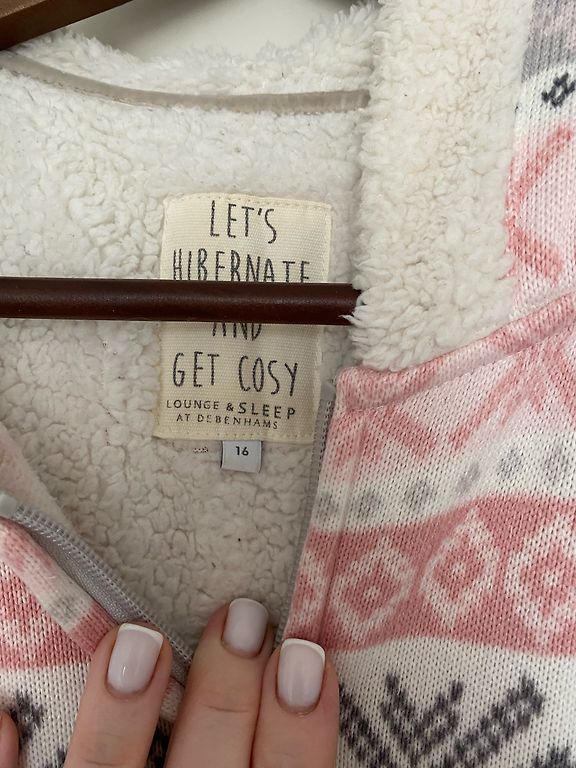 LET'S
HIBERNATE
AND
GET COSY
LOUNGE & SLEEP
AT DEBENHAMS
16